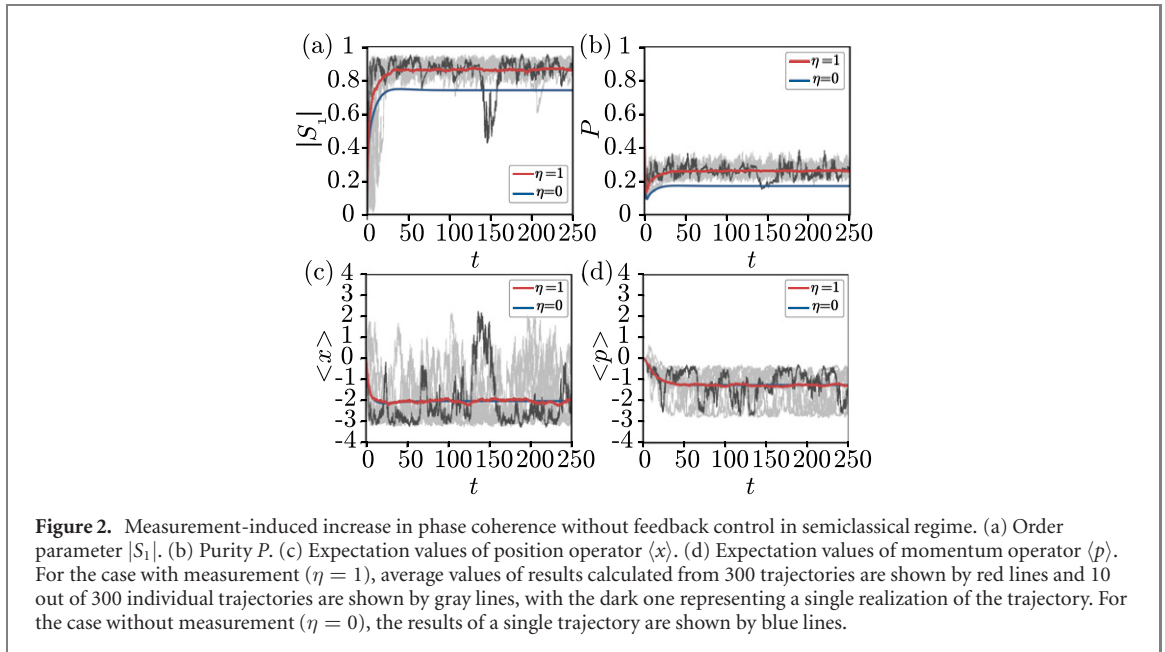 (a)
1
0.8
0.6
0.4
0.2
0
|S₁|
η=1
η=0
0 50 100 150 200 250
t
(b)
1
0.8
0.6
0.4
0.2
0
P
η=1
η=0
0 50 100 150 200 250
t
(c)
4
3
2
1
0
-1
-2
-3
-4
<x>
η=1
η=0
0 50 100 150 200 250
t
(d)
4
3
2
1
0
-1
-2
-3
-4
<p>
η=1
η=0
0 50 100 150 200 250
t
Figure 2. Measurement-induced increase in phase coherence without feedback control in semiclassical regime. (a) Order
parameter |S₁|. (b) Purity P. (c) Expectation values of position operator ⟨x⟩. (d) Expectation values of momentum operator ⟨p⟩.
For the case with measurement (η = 1), average values of results calculated from 300 trajectories are shown by red lines and 10
out of 300 individual trajectories are shown by gray lines, with the dark one representing a single realization of the trajectory. For
the case without measurement (η = 0), the results of a single trajectory are shown by blue lines.